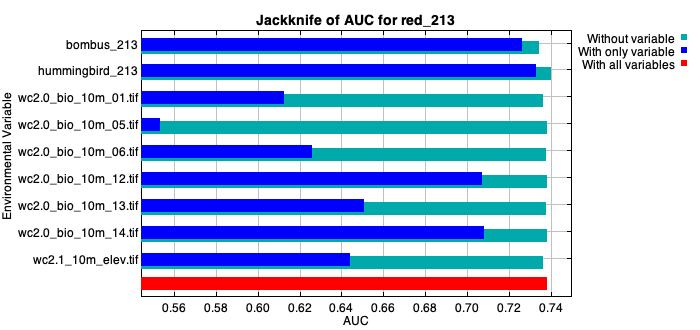 Jackknife of AUC for red_213
Without variable
With only variable
With all variables
Environmental Variable
bombus_213
hummingbird_213
wc2.0_bio_10m_01.tif
wc2.0_bio_10m_05.tif
wc2.0_bio_10m_06.tif
wc2.0_bio_10m_12.tif
wc2.0_bio_10m_13.tif
wc2.0_bio_10m_14.tif
wc2.1_10m_elev.tif
0.56 0.58 0.60 0.62 0.64 0.66 0.68 0.70 0.72 0.74
AUC